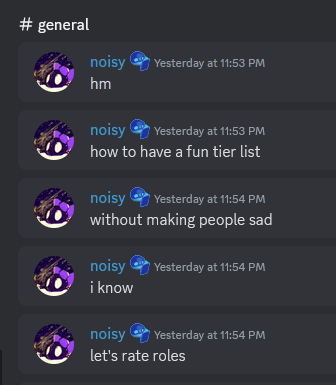 # general
noisy Yesterday at 11:53 PM
hm
noisy Yesterday at 11:53 PM
how to have a fun tier list
noisy Yesterday at 11:54 PM
without making people sad
noisy Yesterday at 11:54 PM
i know
noisy Yesterday at 11:54 PM
let's rate roles